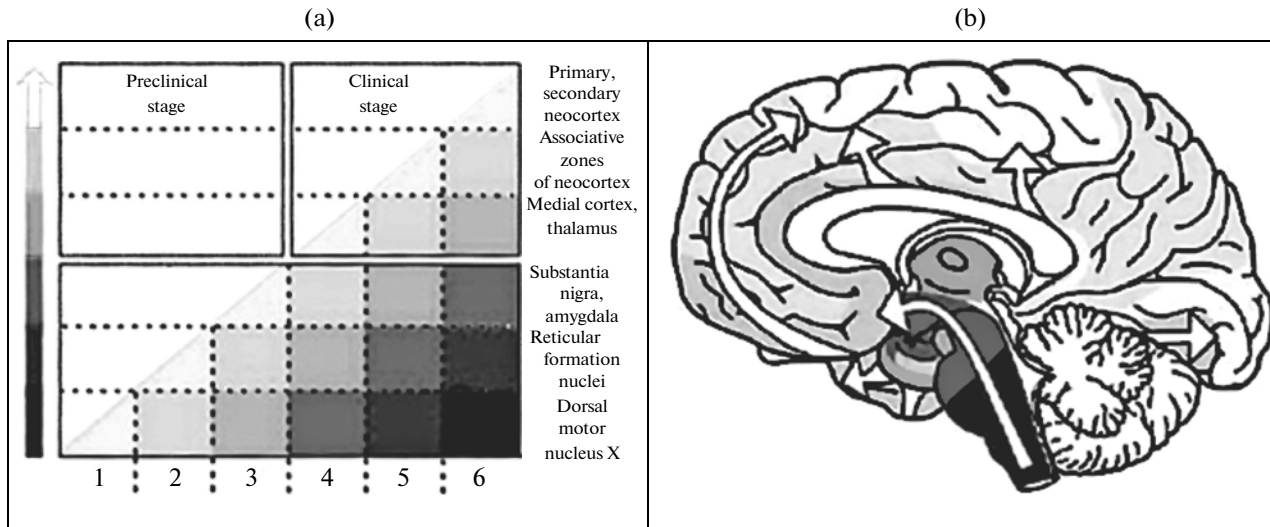 (a)
(b)
Preclinical
stage
Clinical
stage
Primary,
secondary
neocortex
Associative
zones
of neocortex
Medial cortex,
thalamus
Substantia
nigra,
amygdala
Reticular
formation
nuclei
Dorsal
motor
nucleus X
1 2 3 4 5 6